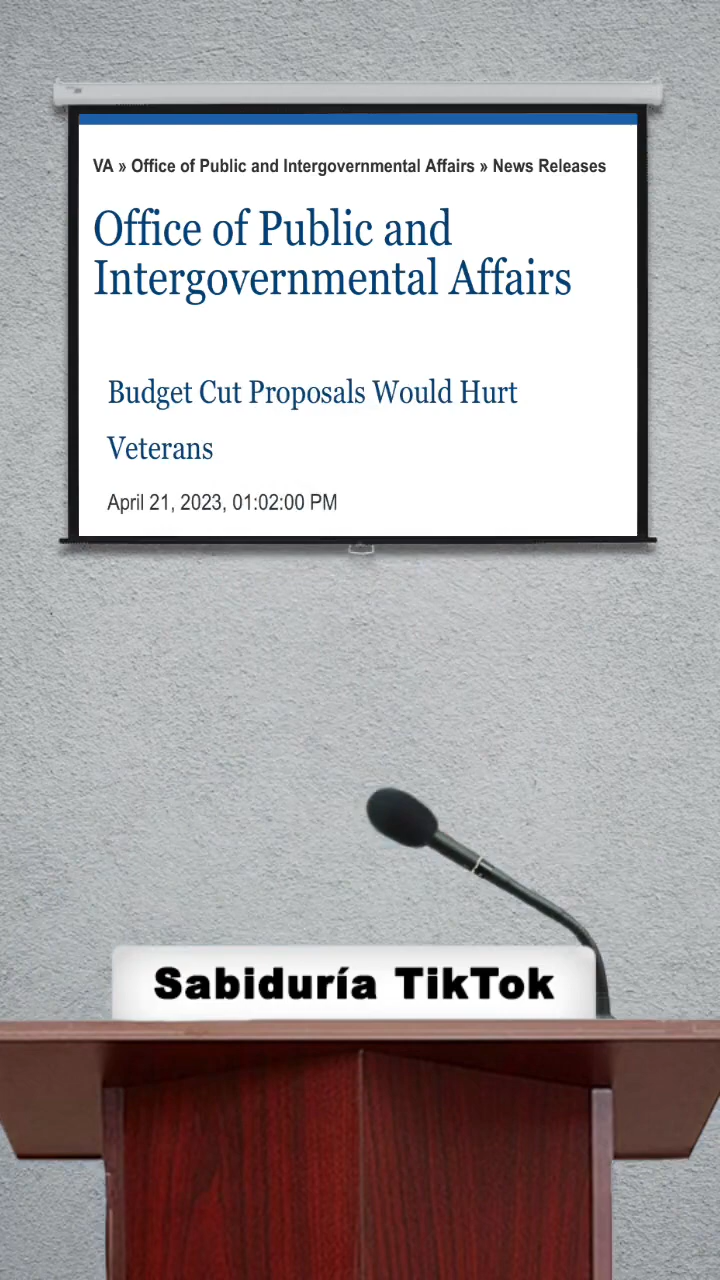 VA » Office of Public and Intergovernmental Affairs » News Releases
Office of Public and
Intergovernmental Affairs
Budget Cut Proposals Would Hurt
Veterans
April 21, 2023, 01:02:00 PM
Sabiduría TikTok